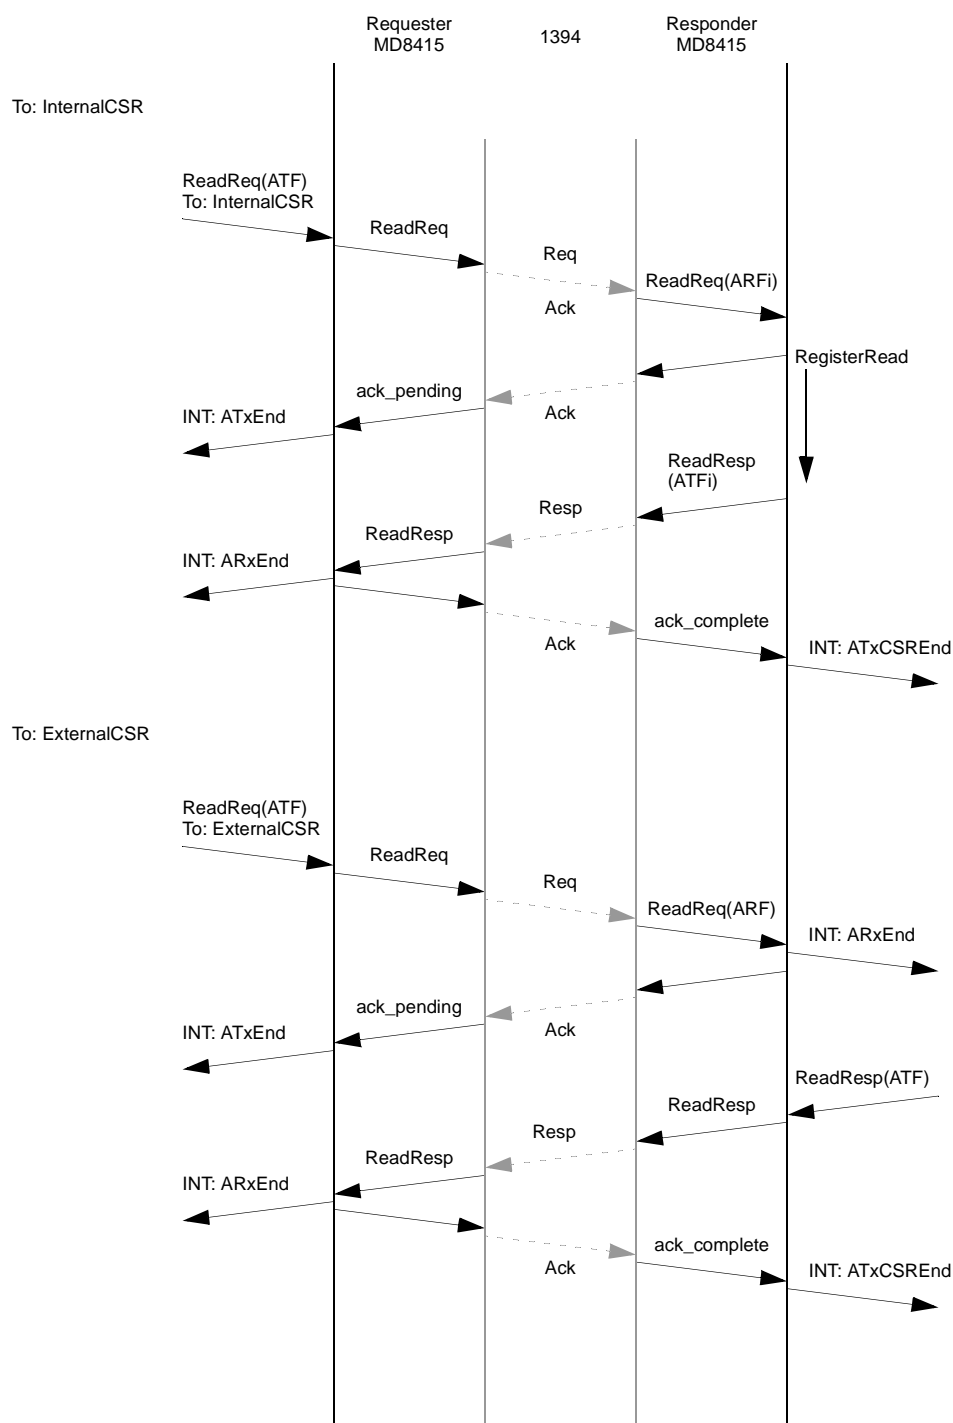 Requester
MD8415
1394
Responder
MD8415
To: InternalCSR
ReadReq(ATF)
To: InternalCSR
ReadReq
Req
ReadReq(ARFi)
Ack
RegisterRead
ack_pending
Ack
INT: ATxEnd
ReadResp
(ATFi)
Resp
ReadResp
INT: ARxEnd
ack_complete
Ack
INT: ATxCSREnd
To: ExternalCSR
ReadReq(ATF)
To: ExternalCSR
ReadReq
Req
ReadReq(ARF)
INT: ARxEnd
ack_pending
Ack
INT: ATxEnd
ReadResp(ATF)
ReadResp
Resp
ReadResp
INT: ARxEnd
ack_complete
Ack
INT: ATxCSREnd